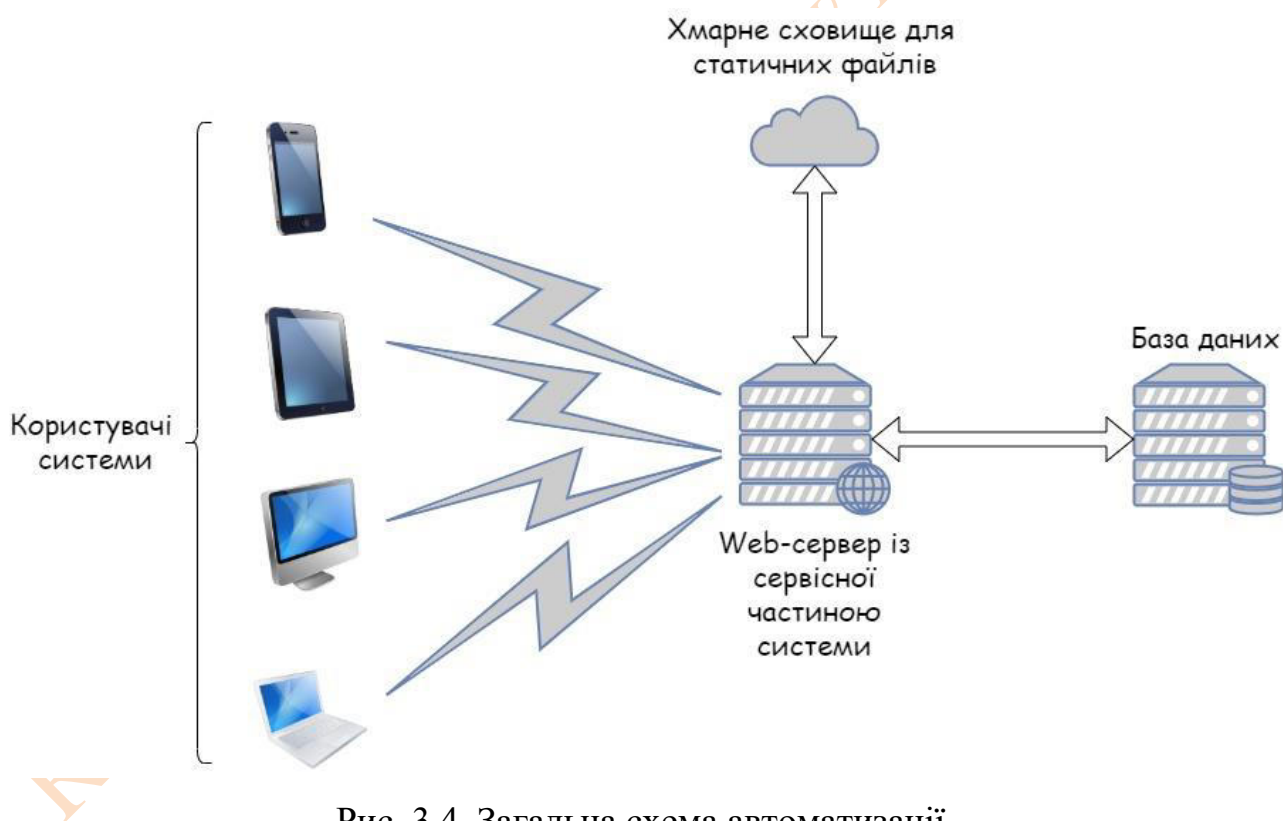 Хмарне сховище для
статичних файлів
База даних
Користувачі
системи
Web-сервер із
сервісної
частиною
системи
Рис. 3.4. Загальна схема автоматизації